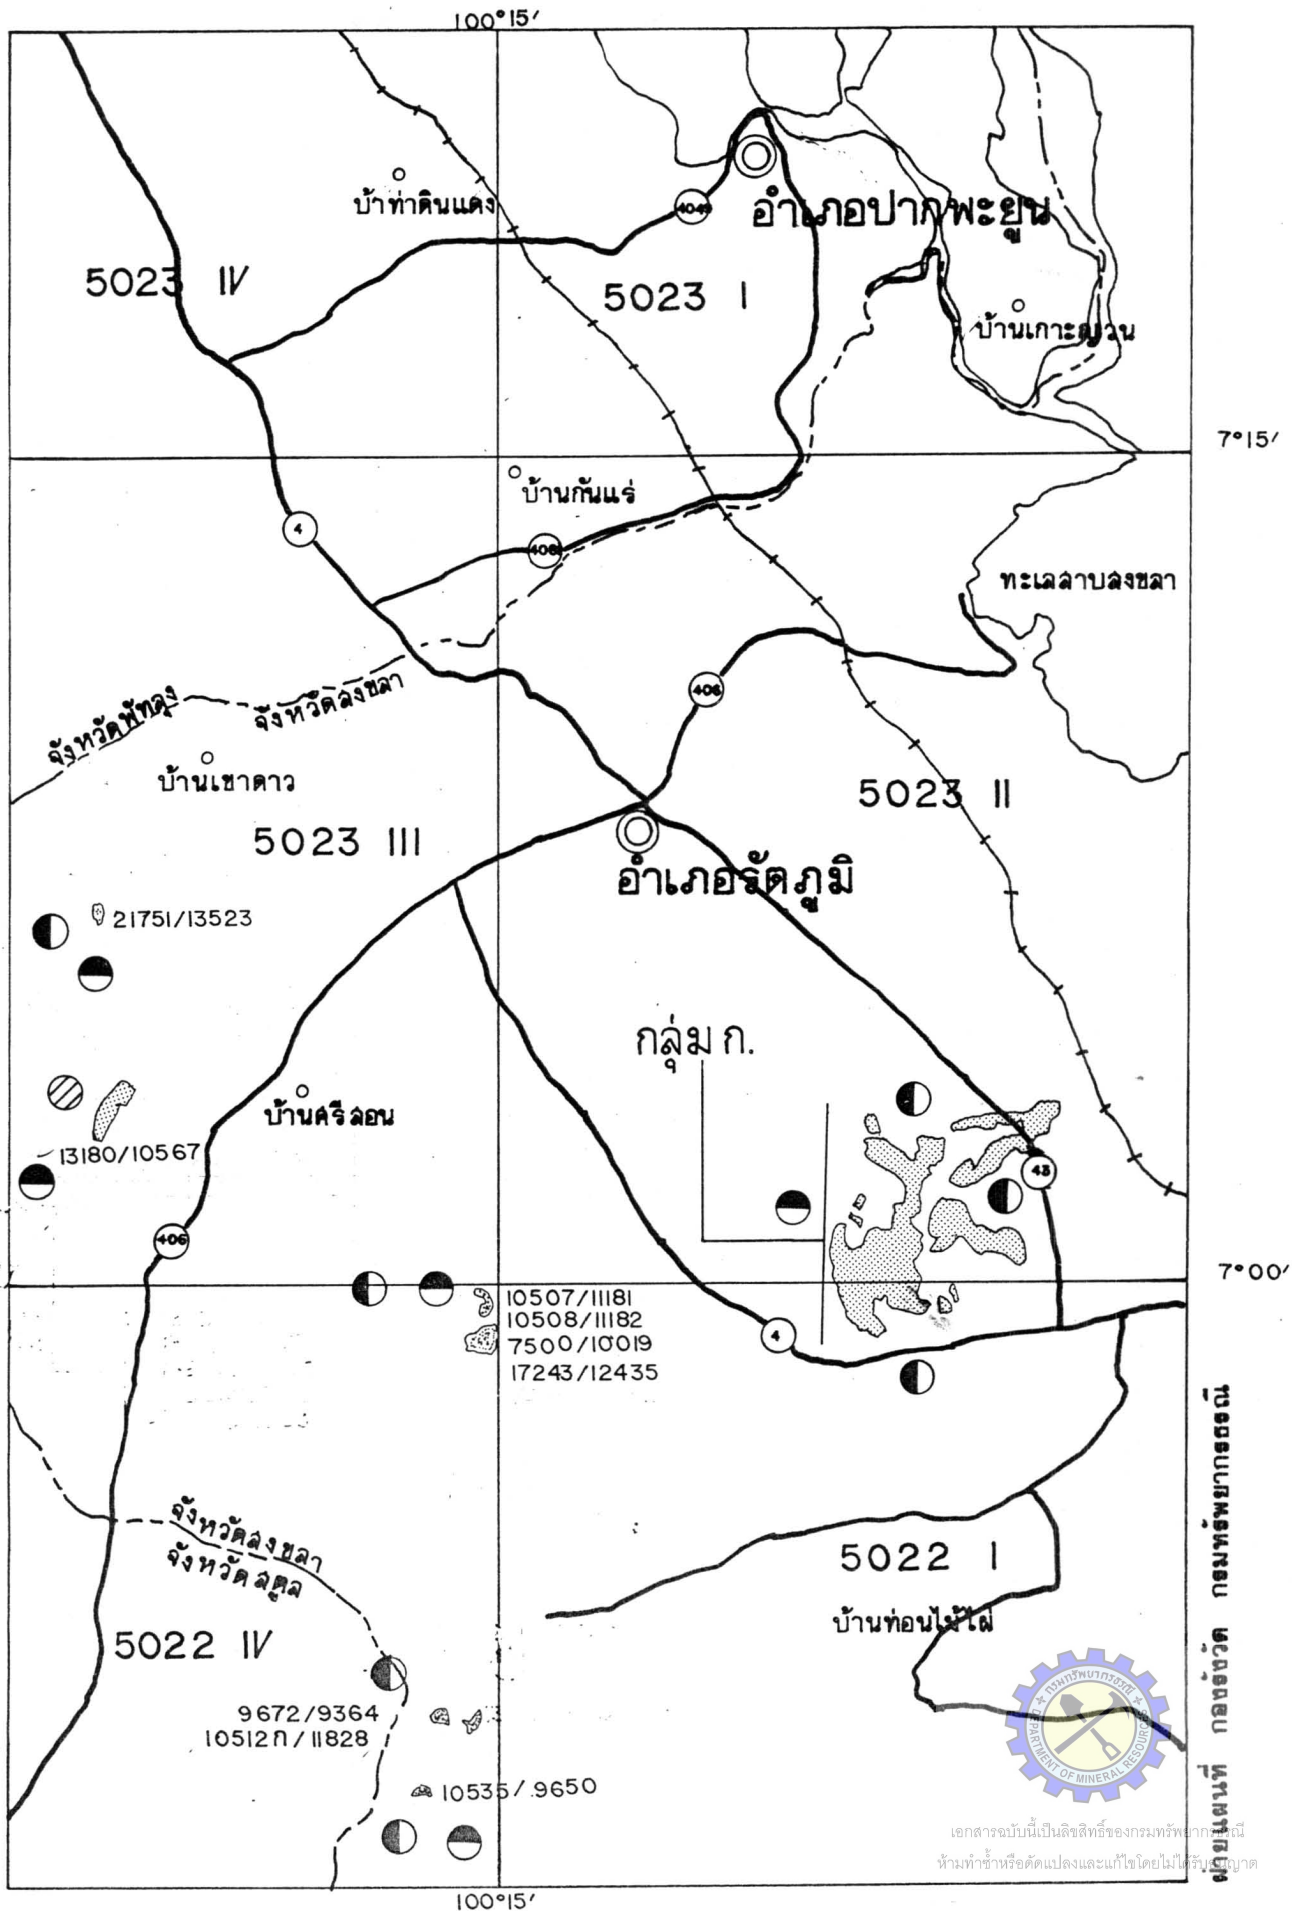 100°15′
บ้าท่าดินแดง
4049
อำเภอปากพะยูน
5023 IV
5023 I
บ้านเกาะญวน
7°15′
บ้านกันแร่
4
4081
ทะเลสาบสงขลา
406
จังหวัดพัทลุง
จังหวัดสงขลา
บ้านเขาดาว
5023 II
5023 III
อำเภอรัตภูมิ
21751/13523
กลุ่ม ก.
บ้านศรีลอน
13180/10567
43
406
7°00′
10507/11181
10508/11182
7500/10019
17243/12435
4
จังหวัดสงขลา
จังหวัดสตูล
5022 I
บ้านท่อนไม้ไผ่
5022 IV
9672/9364
10512ก/11828
10535/9650
กรมทรัพยากรธรณี
DEPARTMENT OF MINERAL RESOURCES
เอกสารฉบับนี้เป็นลิขสิทธิ์ของกรมทรัพยากรธรณี
ห้ามทำซ้ำหรือดัดแปลงและแก้ไขโดยไม่ได้รับอนุญาต
100°15′
กรมทรัพยากรธรณี